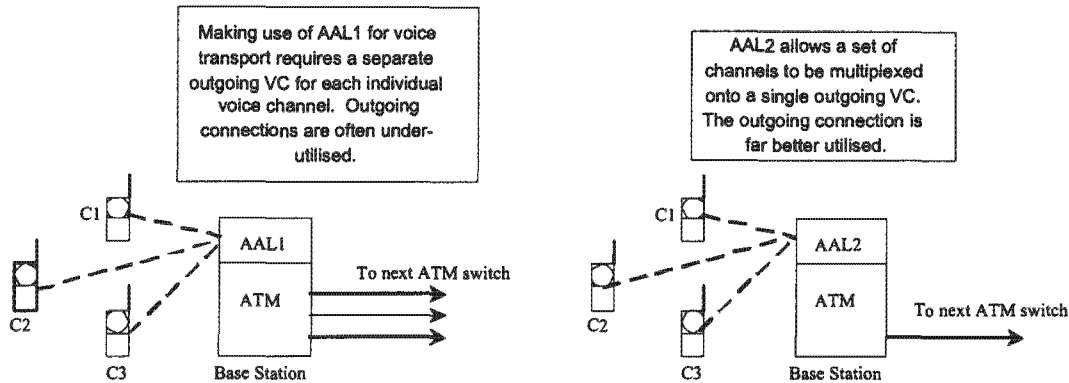 Making use of AAL1 for voice
transport requires a separate
outgoing VC for each individual
voice channel. Outgoing
connections are often under-
utilised.
C1
C2
C3
AAL1
ATM
To next ATM switch
Base Station
AAL2 allows a set of
channels to be multiplexed
onto a single outgoing VC.
The outgoing connection is
far better utilised.
C1
C2
C3
AAL2
ATM
To next ATM switch
Base Station